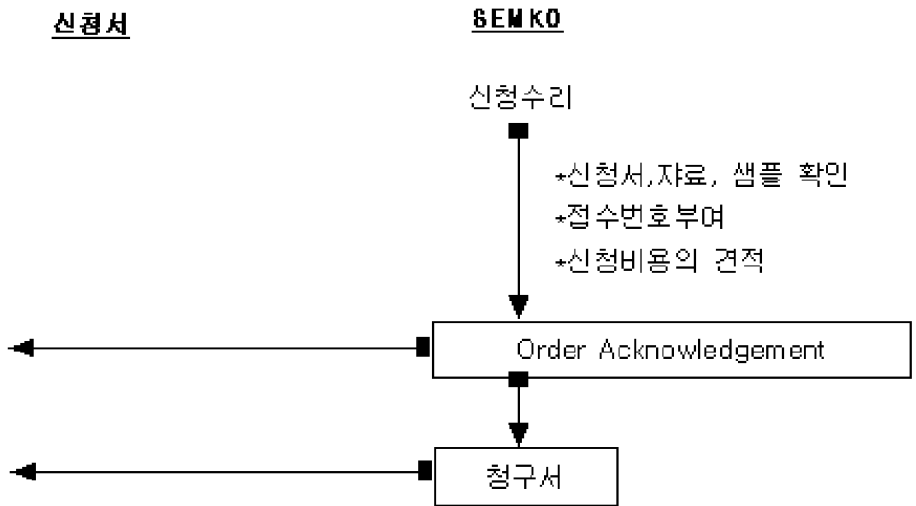 신청서
SEMKO
신청수리
*신청서,쟈료, 샘플 확인
*접수번호부여
*신청비용의 견적
Order Acknowledgement
청구서